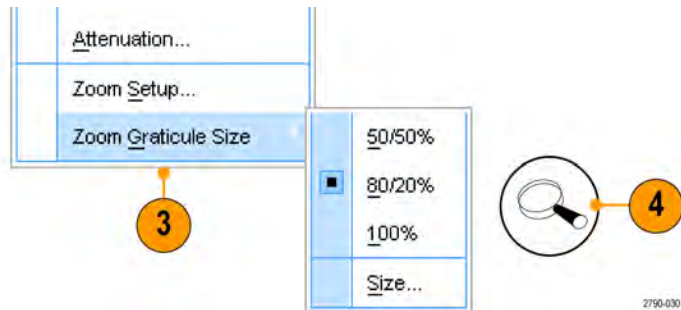 Attenuation...
Zoom Setup...
Zoom Graticule Size
50/50%
80/20%
100%
Size...
3
4
2790-030